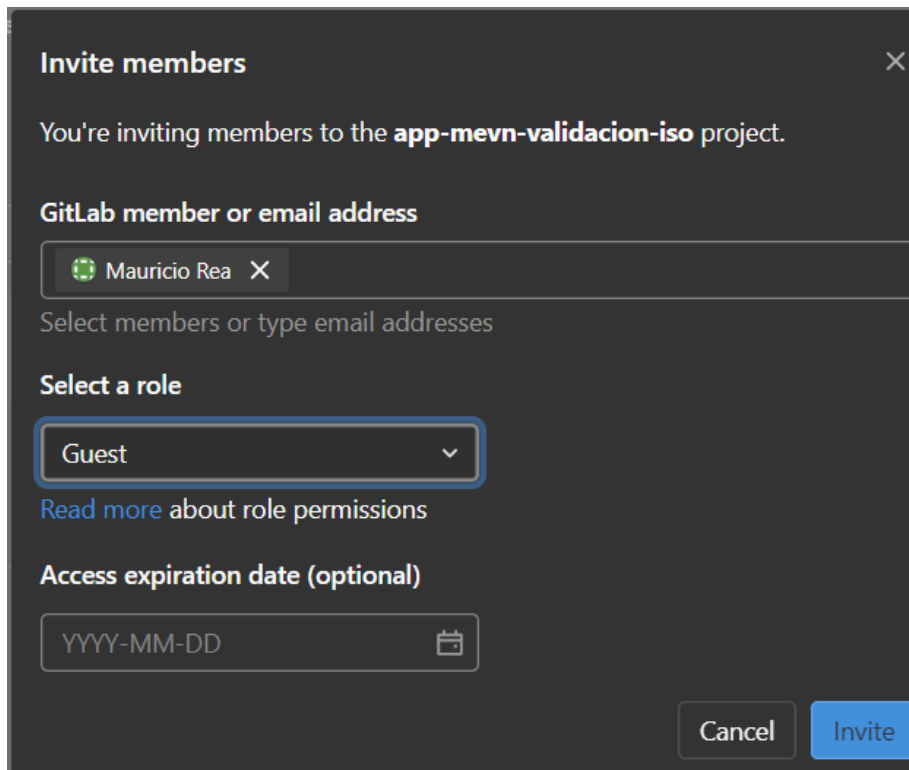 Invite members
You're inviting members to the app-mevn-validacion-iso project.
GitLab member or email address
Mauricio Rea
Select members or type email addresses
Select a role
Guest
Read more about role permissions
Access expiration date (optional)
YYYY-MM-DD
Cancel Invite